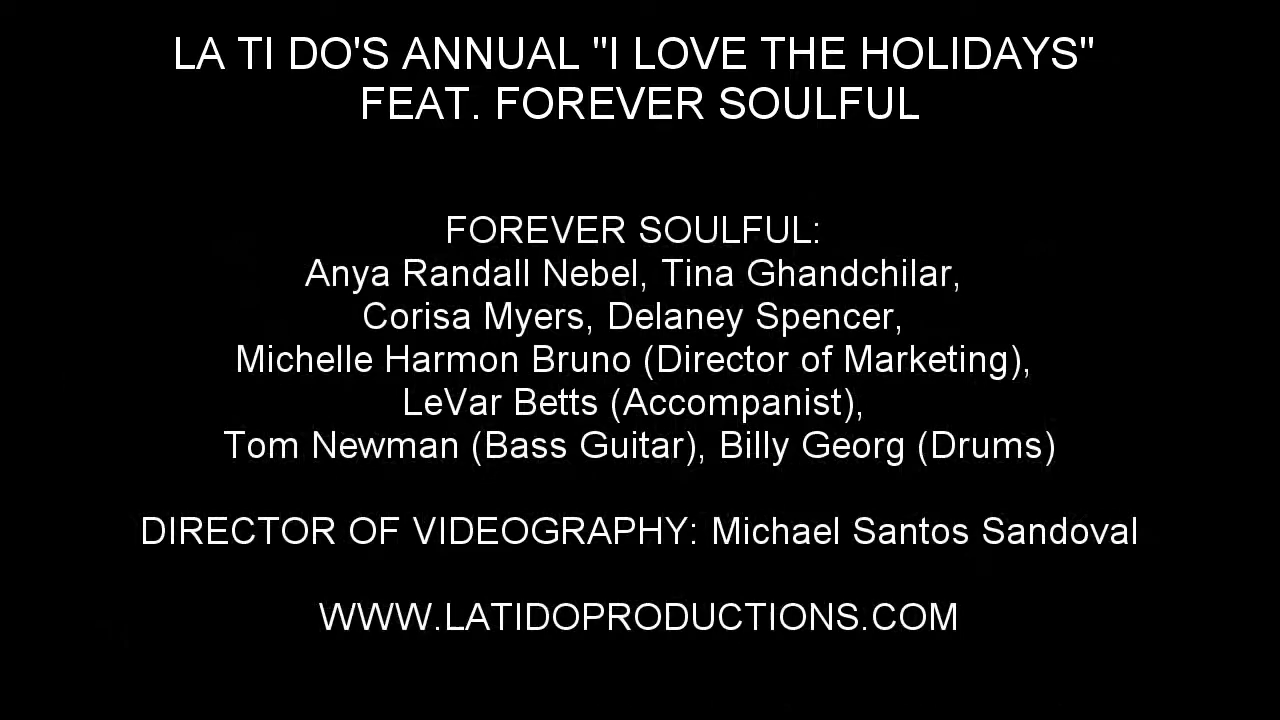 LA TI DO'S ANNUAL "I LOVE THE HOLIDAYS"
FEAT. FOREVER SOULFUL
FOREVER SOULFUL:
Anya Randall Nebel, Tina Ghandchilar,
Corisa Myers, Delaney Spencer,
Michelle Harmon Bruno (Director of Marketing),
LeVar Betts (Accompanist),
Tom Newman (Bass Guitar), Billy Georg (Drums)
DIRECTOR OF VIDEOGRAPHY: Michael Santos Sandoval
WWW.LATIDOPRODUCTIONS.COM